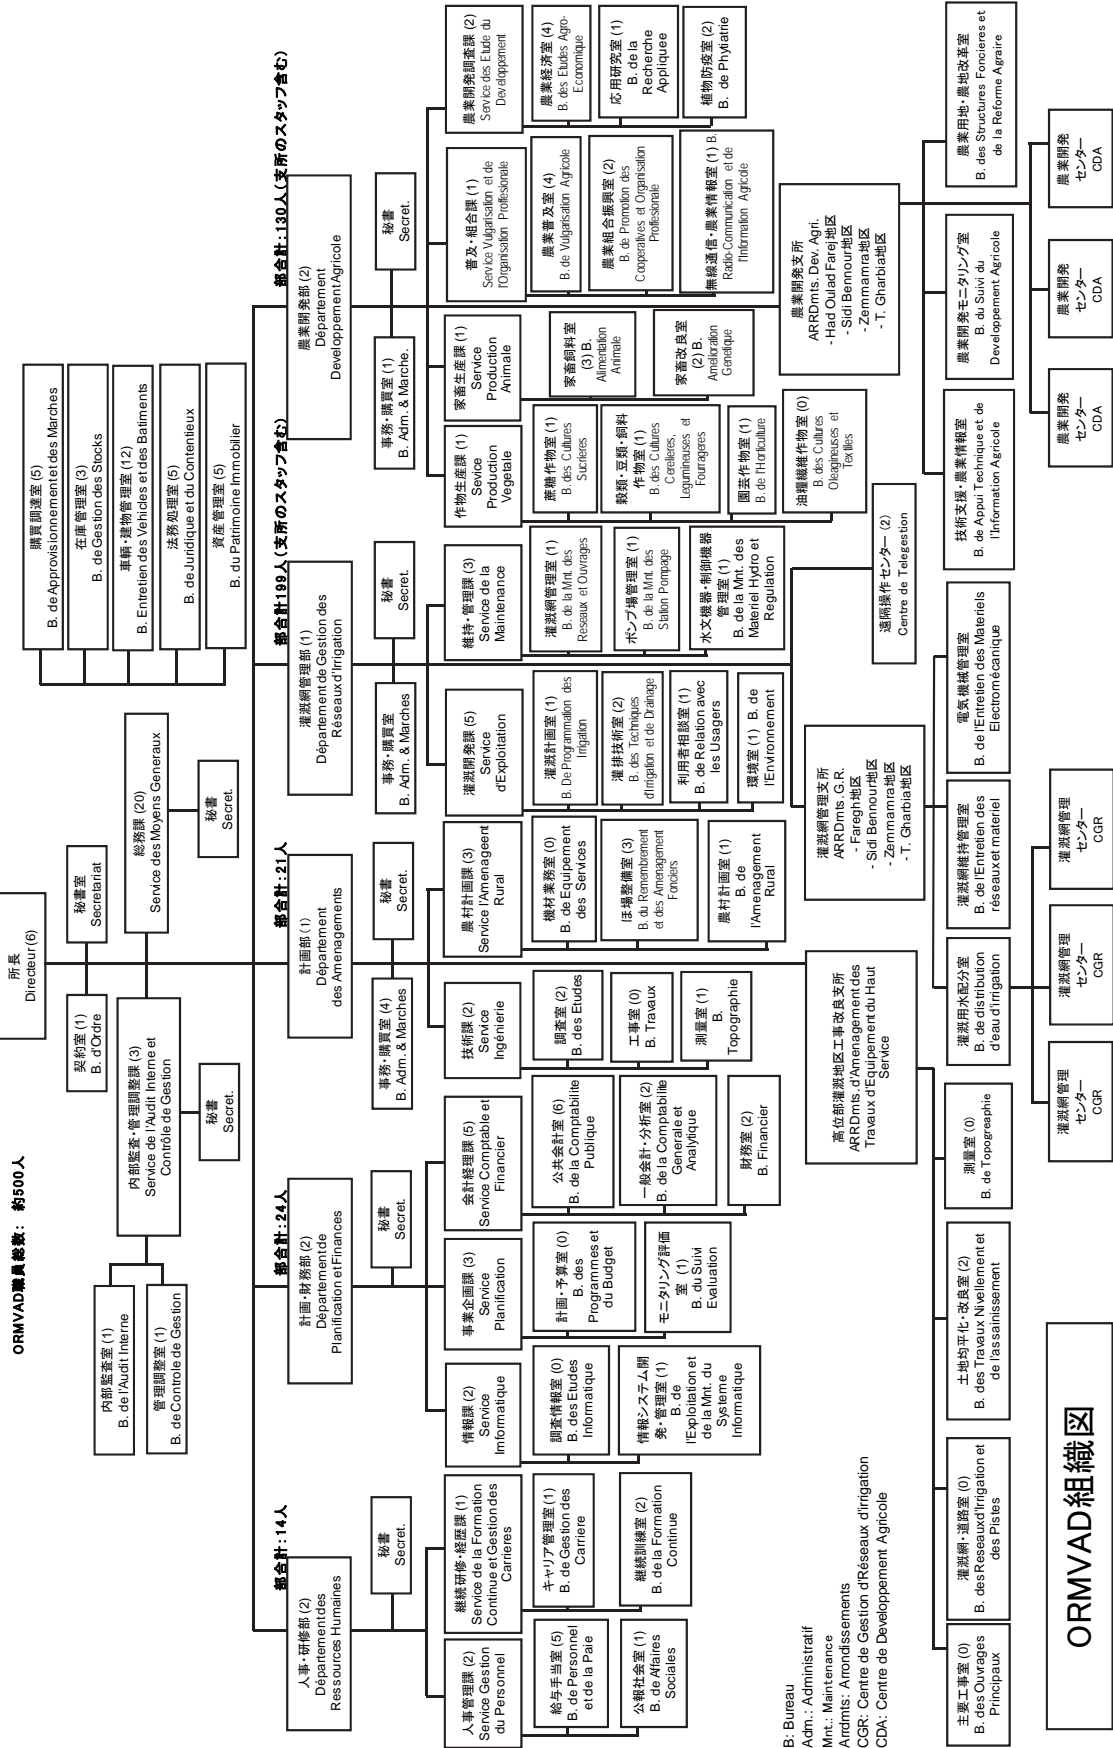 ORMVAD職員総数: 約500人
所長
Directeur(6)
契約室 (1)
B. d'Ordre
秘書室
Secretariat
内部監査・管理調整課 (3)
Service de l'Audit Interne et
Contrôle de Gestion
秘書
Secret.
内部監査室 (1)
B. de l'Audit Interne
管理調整室 (1)
B. de Controle de Gestion
総務課 (20)
Service des Moyens Generaux
秘書
Secret.
購買調達室 (5)
B. de Approvisionnement et des Marches
在庫管理室 (3)
B. de Gestion des Stocks
車輌・建物管理室 (12)
B. Entretien des Vehicles et des Batiments
法務処理室 (5)
B. de Juridique et du Contentieux
資産管理室 (5)
B. du Patrimoine Immobilier
部合計:14人
人事・研修部 (2)
Département des
Ressources Humaines
秘書
Secret.
人事管理課 (2)
Service Gestion
du Personnel
給与手当室 (5)
B. de Personnel
et de la Paie
公報社会室 (1)
B. de Affaires
Sociales
継続研修・経歴課 (1)
Service de la Formation
Continue et Gestion des
Carrieres
キャリア管理室 (1)
B. de Gestion des
Carriere
継続訓練室 (2)
B. de la Formation
Continue
部合計:24人
計画・財務部 (2)
Département de
Planification et Finances
秘書
Secret.
情報課 (2)
Service
Imformatique
調査情報室 (0)
B. des Etudes
Informatique
情報システム開
発・管理室 (1)
B. de
l'Exploitation et
de la Mnt. du
Systeme
Informatique
事業企画課 (3)
Service
Planification
計画・予算室 (0)
B. des
Programmes et
du Budget
モニタリング評価
室 (1)
B. du Suivi
Evaluation
会計経理課 (5)
Service Comptable et
Financier
公共会計室 (6)
B. de la Comptabilite
Publique
一般会計・分析室 (2)
B. de la Comptabilite
Generale et
Analytique
財務室 (2)
B. Financier
部合計:21人
計画部 (1)
Département
des Amenagements
事務・購買室 (4)
B. Adm. & Marches
秘書
Secret.
技術課 (2)
Service
Ingénierie
調査室 (2)
B. des Etudes
工事室 (0)
B. Travaux
測量室 (1)
B.
Topographie
農村計画課 (3)
Service l'Amenageent
Rural
機材業務室 (0)
B. de Equipement
des Services
ほ場整備室 (3)
B. du Remembrement
et des Amenagement
Fonciers
農村計画室 (1)
B. de
l'Amenagement
Rural
部合計199人(支所のスタッフ含む)
灌漑網管理部 (1)
Département de Gestion des
Réseaux d'Irrigation
事務・購買室
B. Adm. & Marches
秘書
Secret.
灌漑開発課 (5)
Service
d'Exploitation
灌漑計画室 (1)
B. De Programmation des
Irrigation
灌排技術室 (2)
B. des Techniques
d'Irrigation et de Drainage
利用者相談室 (1)
B. de Relation avec
les Usagers
環境室 (1) B. de
l'Environnement
維持・管理課 (3)
Service de la
Maintenance
灌漑網管理室 (1)
B. de la Mnt. des
Reseaux et Ouvrages
ポンプ場管理室 (1)
B. de la Mnt. des
Station Pompage
水文機器・制御機器
管理室 (1)
B. de la Mnt. des
Materiel Hydro et
Regulation
部合計:130人(支所のスタッフ含む)
農業開発部 (2)
Département
Developpement Agricole
事務・購買室 (1)
B. Adm. & Marche.
秘書
Secret.
作物生産課 (1)
Sevice
Production
Vegetale
蔗糖作物室 (1)
B. des Cultures
Sucrieres
穀類・豆類・飼料
作物室 (1)
B. des Cultures
Cerelieres,
Legumineuses et
Fourrageres
園芸作物室 (1)
B. de l'Horticulture
油糧繊維作物室 (0)
B. des Cultures
Oleagineuses et
Textiles
家畜生産課 (1)
Service
Production
Animale
家畜飼料室
(3) B.
Alimentation
Animale
家畜改良室
(2) B.
Amelioration
Genetique
普及・組合課 (1)
Service Vulgarisation et de
l'Organisation Profesionale
農業普及室 (4)
B. de Vulgarisation Agricole
農業組合振興室 (2)
B. de Promotion des
Cooperatives et Organisation
Proffesionale
無線通信・農業情報室 (1) B.
Radio-Communication et de
l'Information Agricole
農業開発調査課 (2)
Service des Etude du
Developpement
農業経済室 (4)
B. des Etudes Agro-
Economique
応用研究室 (1)
B. de la
Recherche
Appliquee
植物防疫室 (2)
B. de Phytiatrie
高位部灌漑地区工事改良支所
ARRDmts. d'Amenagement des
Travaux d'Equipement du Haut
Service
灌漑網管理支所
ARRDmts. G.R.
- Faregh地区
- Sidi Bennour地区
- Zemmamra地区
- T. Gharbia地区
遠隔操作センター (2)
Centre de Telegestion
農業開発支所
ARRDmts. Dev. Agri.
- Had Oulad Farej地区
- Sidi Bennour地区
- Zemmamra地区
- T. Gharbia地区
主要工事室 (0)
B. des Ouvrages
Principaux
灌漑網・道路室 (0)
B. des Reseaux d'Irrigation et
des Pistes
土地均平化・改良室 (2)
B. des Travaux Nivellement et
de l'assainissement
測量室 (0)
B. de Topogreaphie
灌漑用水配分室
B. de distribution
d'eau d'irrigation
灌漑網維持管理室
B. de l'Entretien des
réseaux et materiel
電気機械管理室
B. de l'Entretien des Materiels
Electromécanique
灌漑網管理
センター
CGR
灌漑網管理
センター
CGR
灌漑網管理
センター
CGR
技術支援・農業情報室
B. de Appui Technique et de
l'Information Agricole
農業開発モニタリング室
B. du Suivi du
Developpement Agricole
農業用地・農地改革室
B. des Structures Foncieres et
de la Reforme Agraire
農業開発
センター
CDA
農業開発
センター
CDA
農業開発
センター
CDA
B: Bureau
Adm.: Administratif
Mnt.: Maintenance
Arrdmts: Arrondissements
CGR: Centre de Gestion d'Réseaux d'irrigation
CDA: Centre de Developpement Agricole
ORMVAD組織図